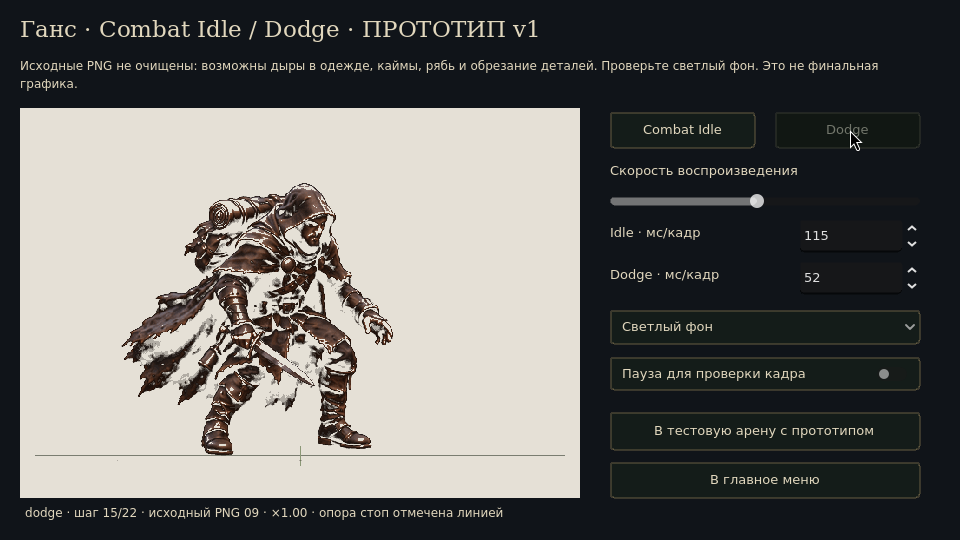 Ганс · Combat Idle / Dodge · ПРОТОТИП v1
Исходные PNG не очищены: возможны дыры в одежде, каймы, рябь и обрезание деталей. Проверьте светлый фон. Это не финальная
графика.
Combat Idle
Dodge
Скорость воспроизведения
Idle · мс/кадр
115
Dodge · мс/кадр
52
Светлый фон
Пауза для проверки кадра
В тестовую арену с прототипом
В главное меню
dodge · шаг 15/22 · исходный PNG 09 · ×1.00 · опора стоп отмечена линией